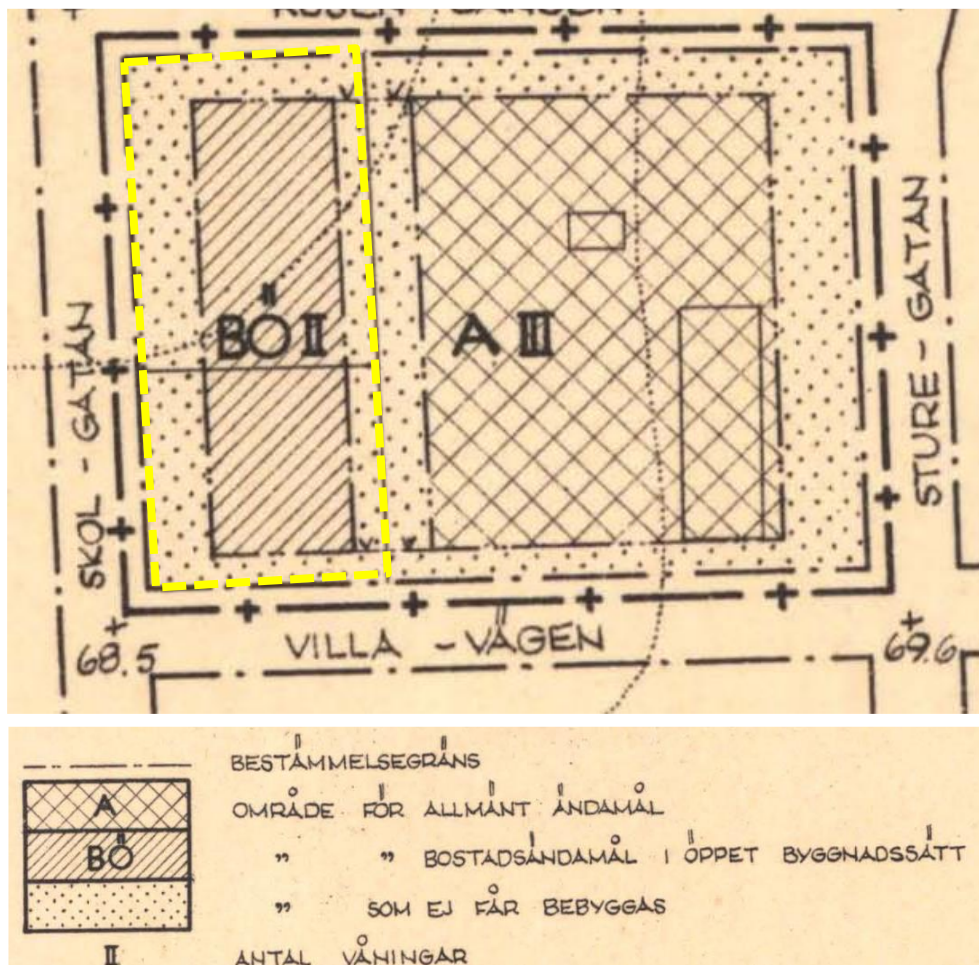 SKOL - GATAN
BÖ II
A III
STURE - GATAN
VILLA - VÄGEN
68.5
69.6
BESTÄMMELSEGRÄNS
A
OMRÅDE FÖR ALLMÄNT ÄNDAMÅL
BÖ
" " BOSTADSÄNDAMÅL I ÖPPET BYGGNADSSÄTT
" SOM EJ FÅR BEBYGGAS
II ANTAL VÅNINGAR